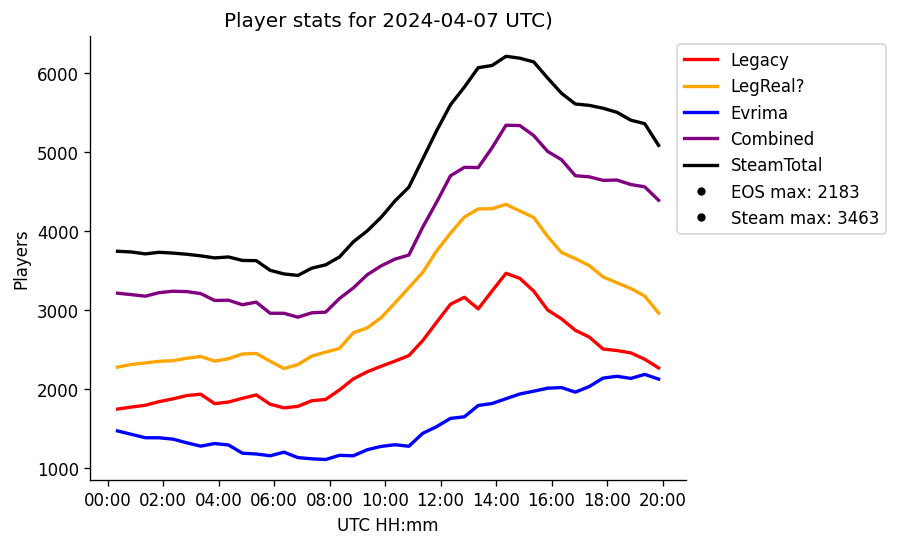 Player stats for 2024-04-07 UTC)
Players
6000
5000
4000
3000
2000
1000
00:00 02:00 04:00 06:00 08:00 10:00 12:00 14:00 16:00 18:00 20:00
UTC HH:mm
Legacy
LegReal?
Evrima
Combined
SteamTotal
EOS max: 2183
Steam max: 3463